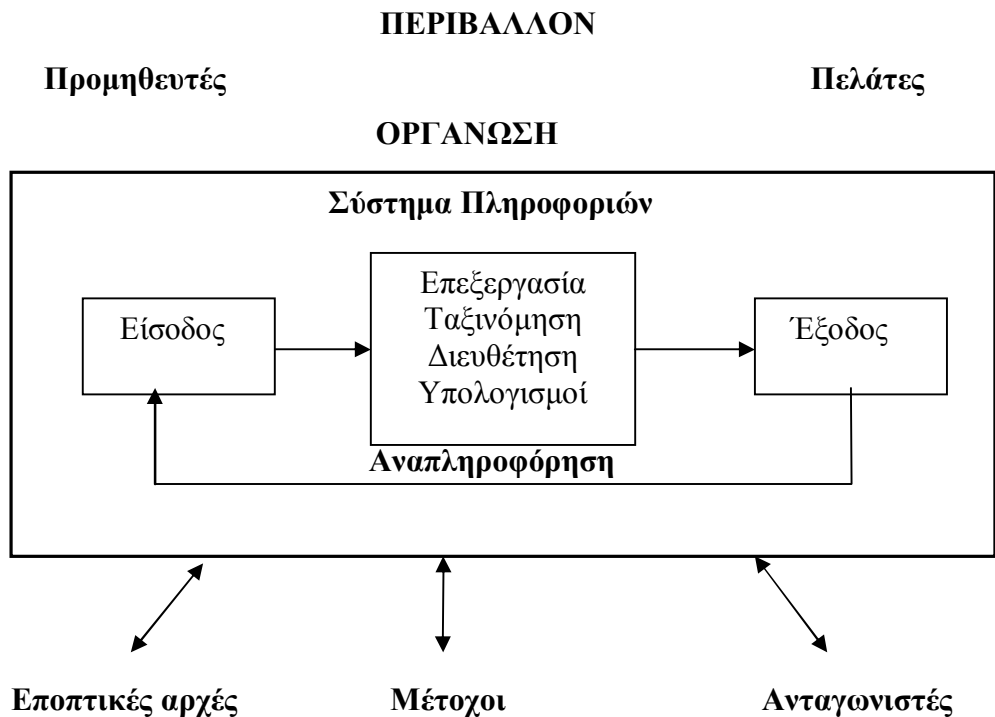 ΠΕΡΙΒΑΛΛΟΝ
Προμηθευτές
Πελάτες
ΟΡΓΑΝΩΣΗ
Σύστημα Πληροφοριών
Είσοδος
Επεξεργασία
Ταξινόμηση
Διευθέτηση
Υπολογισμοί
Έξοδος
Αναπληροφόρηση
Εποπτικές αρχές
Μέτοχοι
Ανταγωνιστές